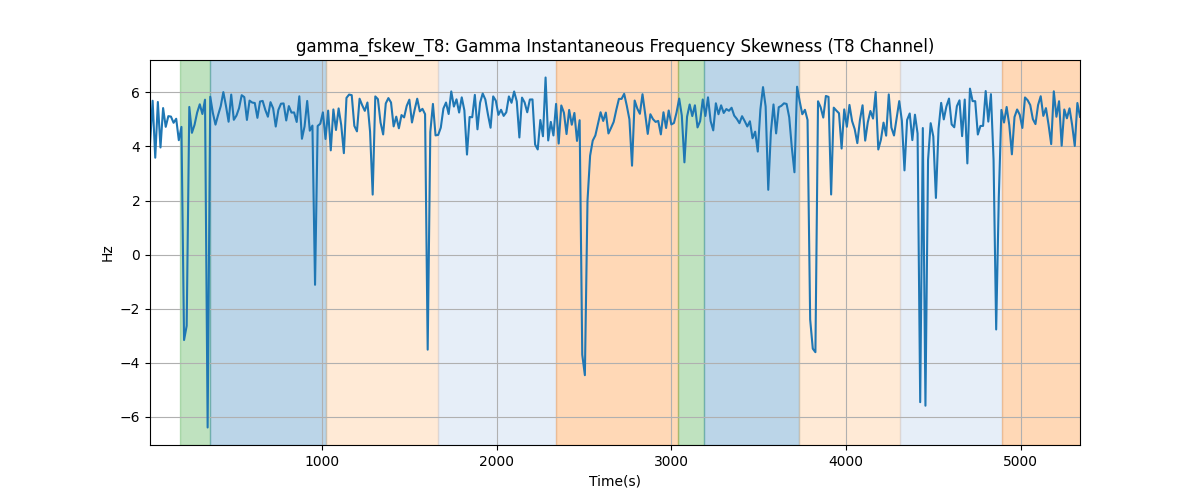 gamma_fskew_T8: Gamma Instantaneous Frequency Skewness (T8 Channel)
6
4
2
0
−2
−4
−6
Hz
1000 2000 3000 4000 5000
Time(s)